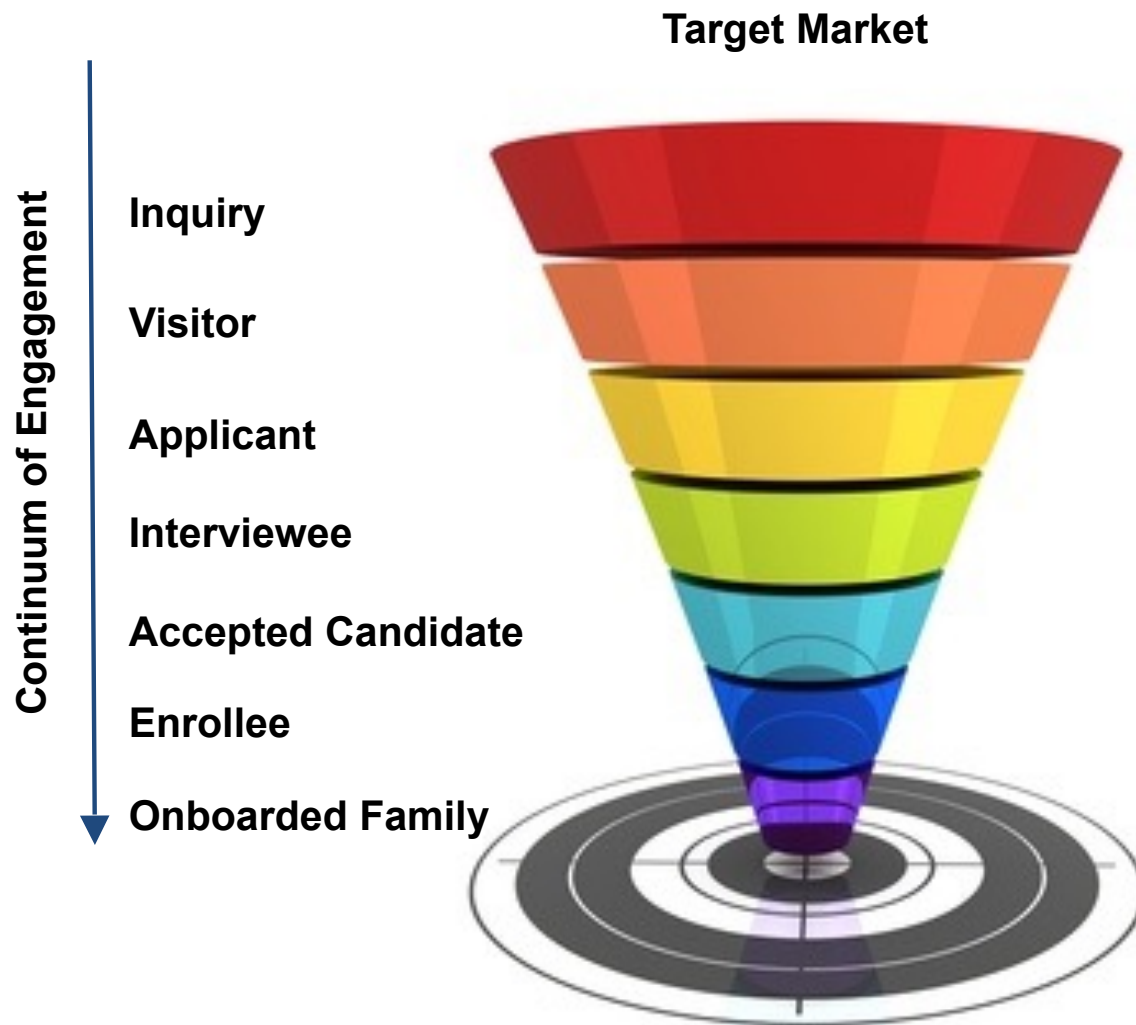 Target Market
Continuum of Engagement
Inquiry
Visitor
Applicant
Interviewee
Accepted Candidate
Enrollee
Onboarded Family